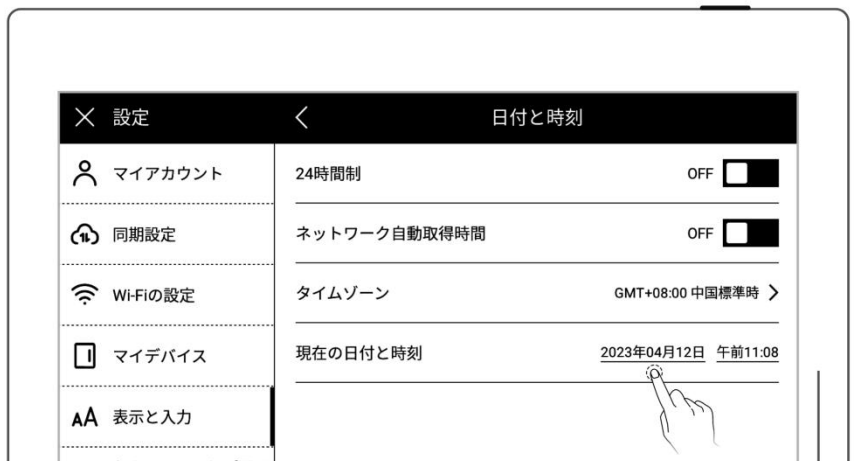 設定
日付と時刻
マイアカウント
24時間制
OFF
同期設定
ネットワーク自動取得時間
OFF
Wi-Fiの設定
タイムゾーン
GMT+08:00 中国標準時
マイデバイス
現在の日付と時刻
2023年04月12日 午前11:08
AA
表示と入力